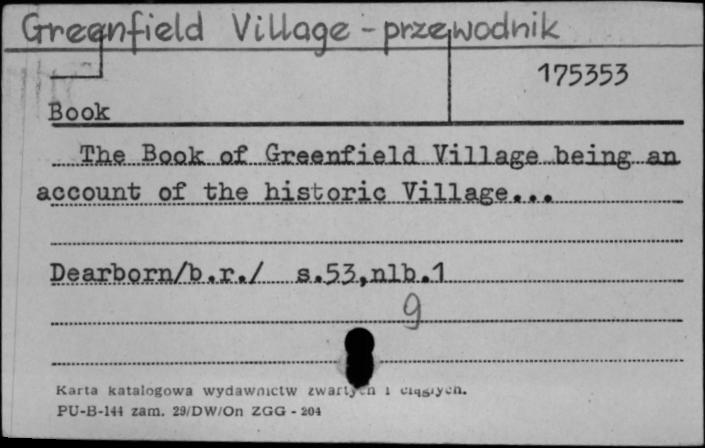 Greenfield Village - przewodnik
175353
Book
The Book of Greenfield Village being an
account of the historic Village...
Dearborn/b.r./ s.53,nlb.1
9
Karta katalogowa wydawnictw zwartych i ciągłych.
PU-B-144 zam. 29/DW/On ZGG - 204